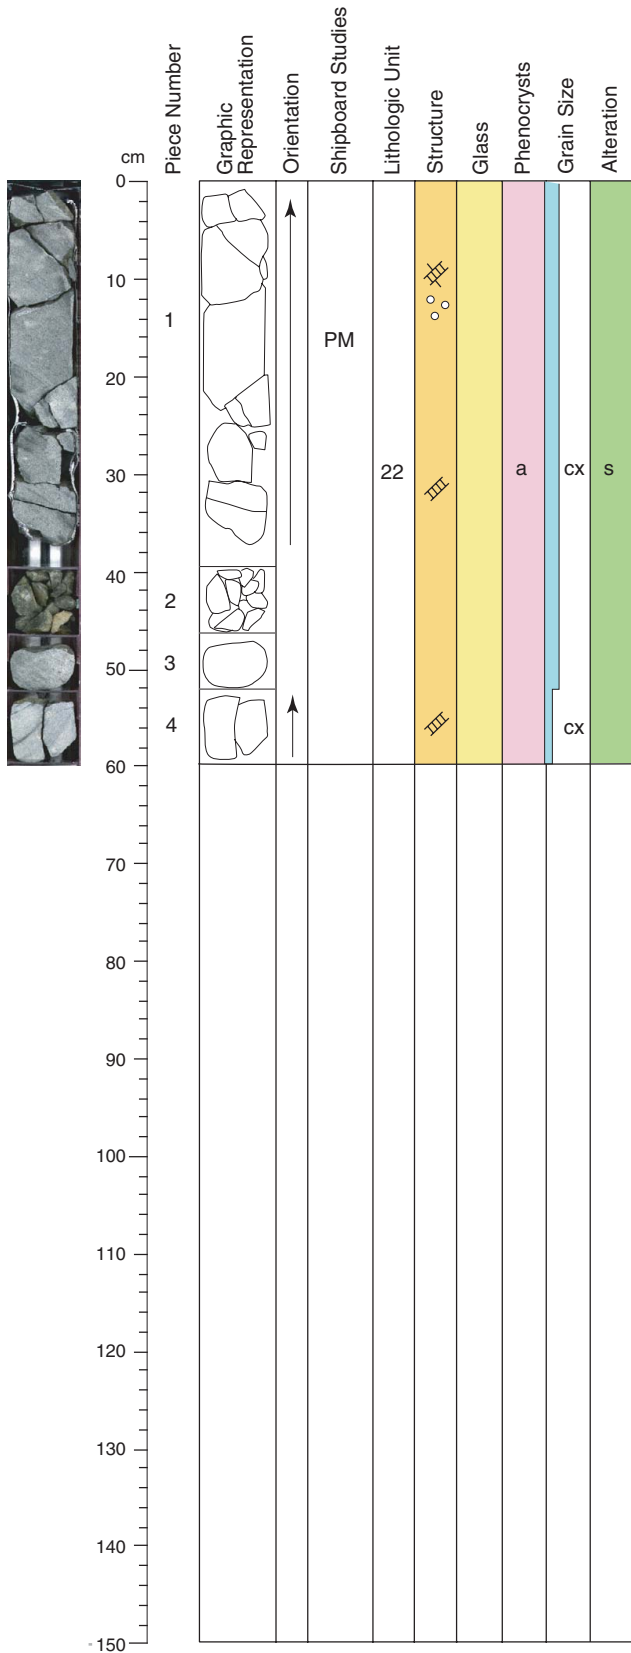 cm
Piece Number
Graphic
Representation
Orientation
Shipboard Studies
Lithologic Unit
Structure
Glass
Phenocrysts
Grain Size
Alteration
0
10
20
30
40
50
60
70
80
90
100
110
120
130
140
150
1
2
3
4
PM
22
a
cx
s
cx